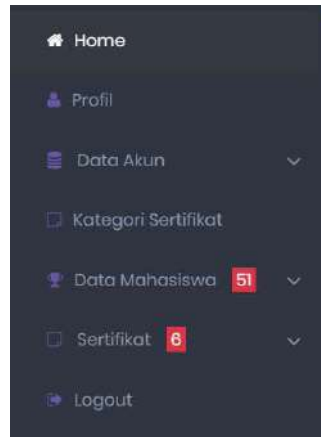 Home
Profil
Data Akun
Kategori Sertifikat
Data Mahasiswa 51
Sertifikat 6
Logout